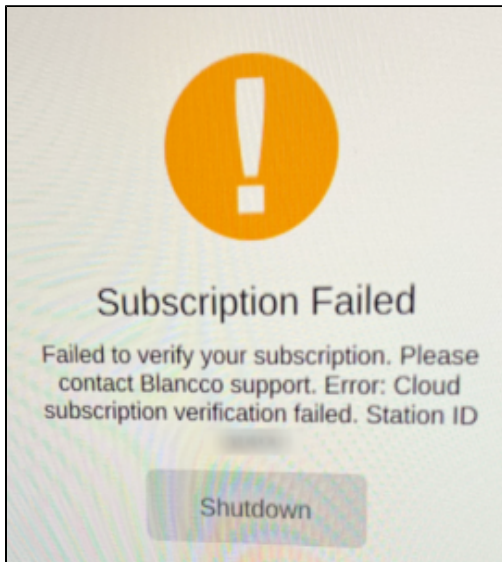 Subscription Failed
Failed to verify your subscription. Please
contact Blancco support. Error: Cloud
subscription verification failed. Station ID
Shutdown